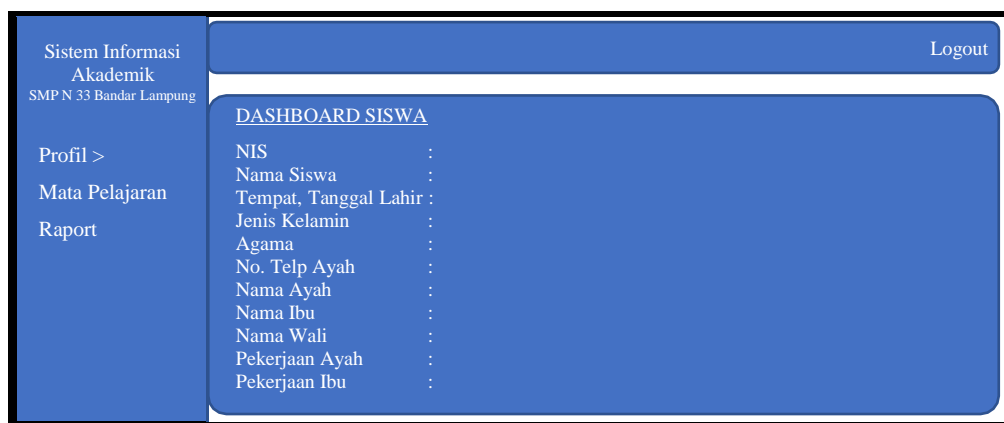 Sistem Informasi
Akademik
SMP N 33 Bandar Lampung
Profil >
Mata Pelajaran
Raport
Logout
DASHBOARD SISWA
NIS :
Nama Siswa :
Tempat, Tanggal Lahir :
Jenis Kelamin :
Agama :
No. Telp Ayah :
Nama Ayah :
Nama Ibu :
Nama Wali :
Pekerjaan Ayah :
Pekerjaan Ibu :